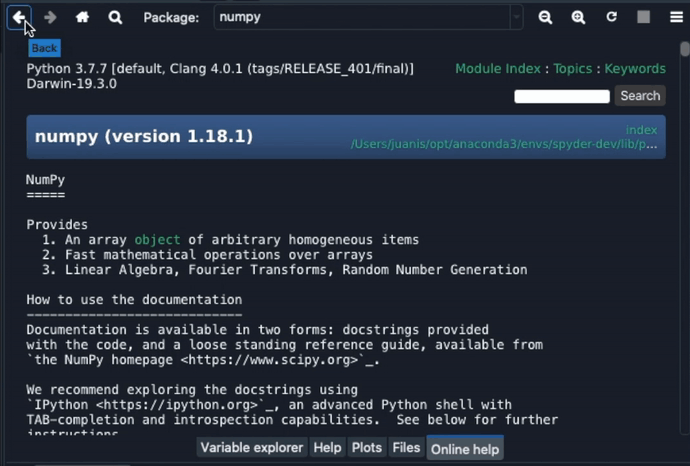 Package: numpy
Back
Python 3.7.7 [default, Clang 4.0.1 (tags/RELEASE_401/final)]
Darwin-19.3.0
Module Index : Topics : Keywords
Search
numpy (version 1.18.1)
index
/Users/juanis/opt/anaconda3/envs/spyder-dev/lib/p...
NumPy
=====
Provides
1. An array object of arbitrary homogeneous items
2. Fast mathematical operations over arrays
3. Linear Algebra, Fourier Transforms, Random Number Generation
How to use the documentation
----------------------------
Documentation is available in two forms: docstrings provided
with the code, and a loose standing reference guide, available from
`the NumPy homepage <https://www.scipy.org>`_.
We recommend exploring the docstrings using
`IPython <https://ipython.org>`_, an advanced Python shell with
TAB-completion and introspection capabilities.  See below for further
instructions
Variable explorer Help Plots Files Online help